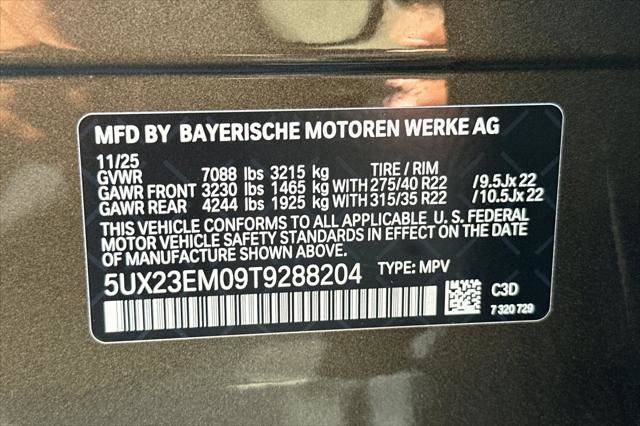 MFD BY BAYERISCHE MOTOREN WERKE AG
11/25
GVWR 7088 lbs 3215 kg TIRE / RIM
GAWR FRONT 3230 lbs 1465 kg WITH 275/40 R22 /9.5Jx22
GAWR REAR 4244 lbs 1925 kg WITH 315/35 R22 /10.5Jx22
THIS VEHICLE CONFORMS TO ALL APPLICABLE U. S. FEDERAL
MOTOR VEHICLE SAFETY STANDARDS IN EFFECT ON THE DATE
OF MANUFACTURE SHOWN ABOVE.
5UX23EM09T9288204 TYPE: MPV
C3D
7 320 729